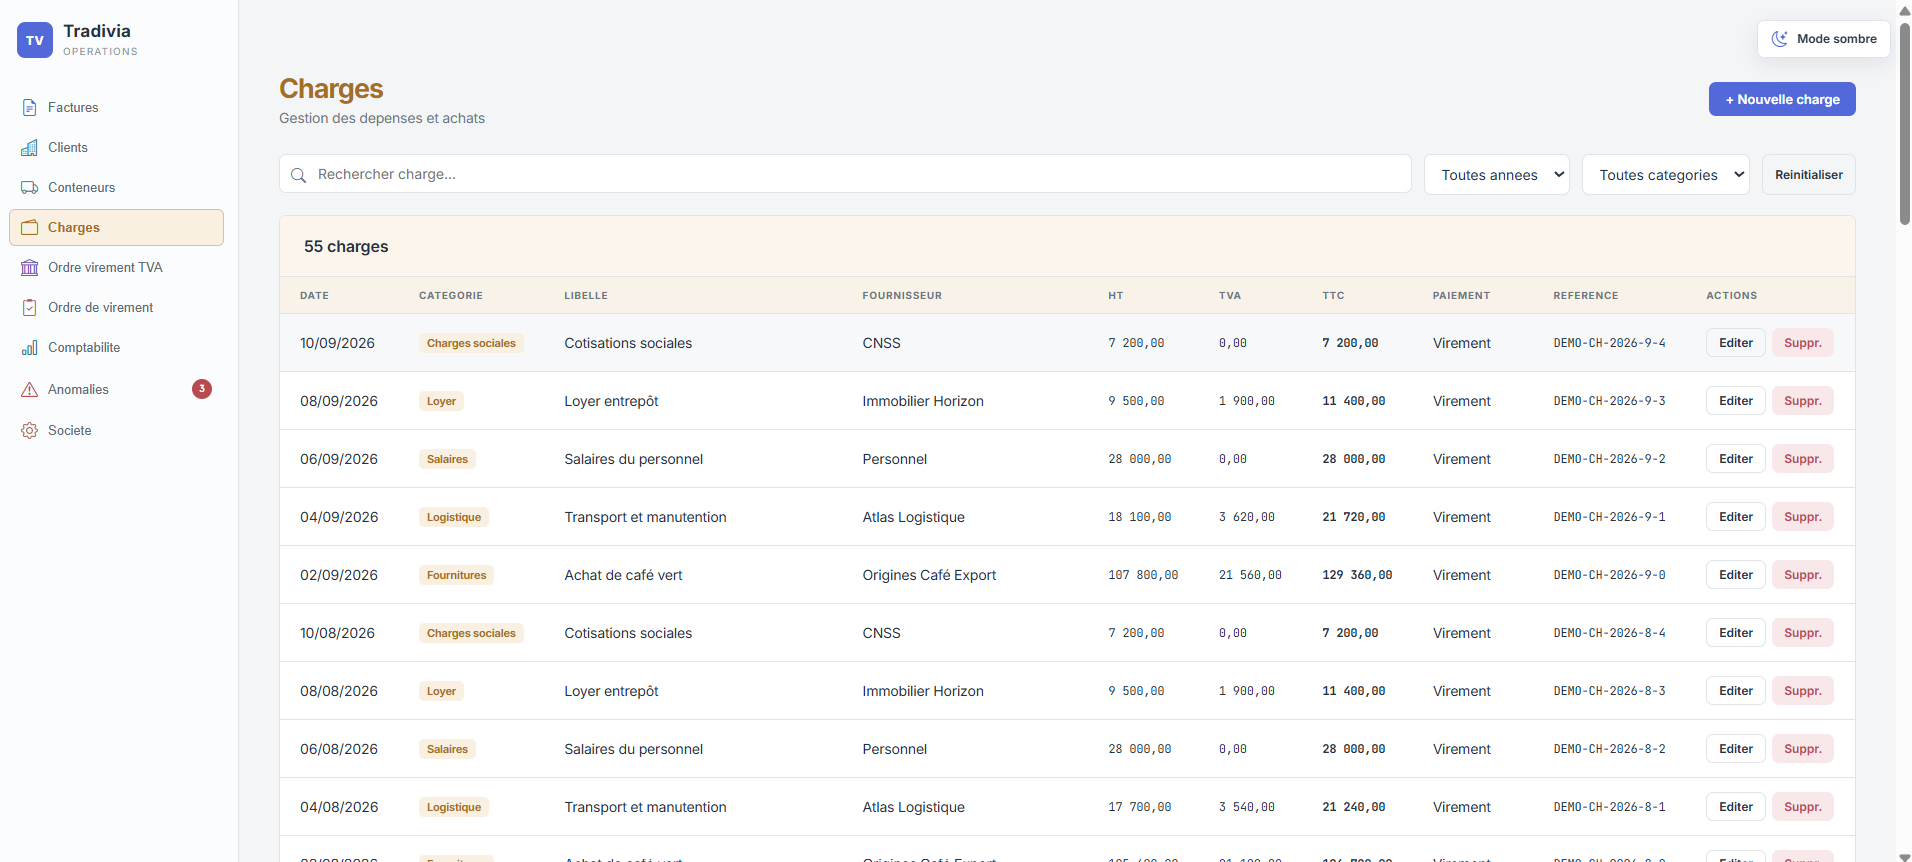 TV
Tradivia
OPERATIONS
Mode sombre
Factures
Clients
Conteneurs
Charges
Ordre virement TVA
Ordre de virement
Comptabilite
Anomalies 3
Societe
Charges
Gestion des depenses et achats
+ Nouvelle charge
Rechercher charge... Toutes annees Toutes categories Reinitialiser
55 charges
DATE CATEGORIE LIBELLE FOURNISSEUR HT TVA TTC PAIEMENT REFERENCE ACTIONS
10/09/2026 Charges sociales Cotisations sociales CNSS 7 200,00 0,00 7 200,00 Virement DEMO-CH-2026-9-4 Editer Suppr.
08/09/2026 Loyer Loyer entrepôt Immobilier Horizon 9 500,00 1 900,00 11 400,00 Virement DEMO-CH-2026-9-3 Editer Suppr.
06/09/2026 Salaires Salaires du personnel Personnel 28 000,00 0,00 28 000,00 Virement DEMO-CH-2026-9-2 Editer Suppr.
04/09/2026 Logistique Transport et manutention Atlas Logistique 18 100,00 3 620,00 21 720,00 Virement DEMO-CH-2026-9-1 Editer Suppr.
02/09/2026 Fournitures Achat de café vert Origines Café Export 107 800,00 21 560,00 129 360,00 Virement DEMO-CH-2026-9-0 Editer Suppr.
10/08/2026 Charges sociales Cotisations sociales CNSS 7 200,00 0,00 7 200,00 Virement DEMO-CH-2026-8-4 Editer Suppr.
08/08/2026 Loyer Loyer entrepôt Immobilier Horizon 9 500,00 1 900,00 11 400,00 Virement DEMO-CH-2026-8-3 Editer Suppr.
06/08/2026 Salaires Salaires du personnel Personnel 28 000,00 0,00 28 000,00 Virement DEMO-CH-2026-8-2 Editer Suppr.
04/08/2026 Logistique Transport et manutention Atlas Logistique 17 700,00 3 540,00 21 240,00 Virement DEMO-CH-2026-8-1 Editer Suppr.